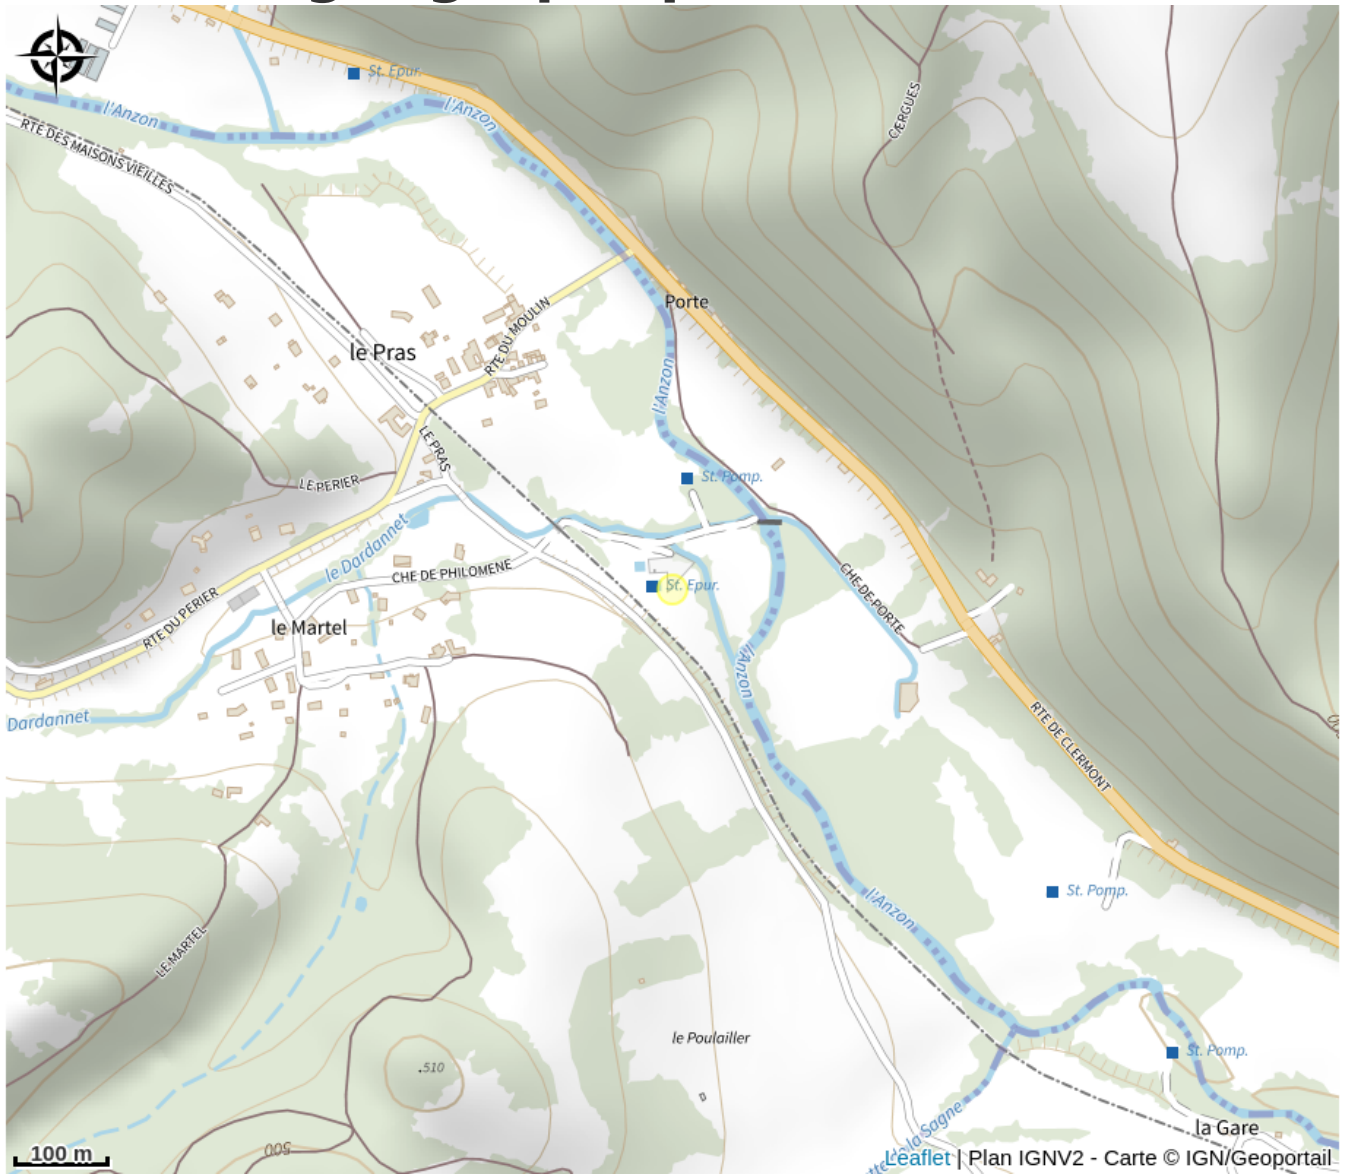 St. Epur.
l'Anzon
l'Anzon
RTE DES MAISONS VIEILLES
CÆRGUES
Porte
RTE DU MOULIN
le Pras
l'Anzon
LE PRAS
LE PERIER
St. Pomp.
le Dardannet
CHE DE PHILOMENE
St. Epur.
CHE DE PORTE
RTE DU PERIER
le Martel
l'Anzon
Dardannet
RTE DE CLERMONT
l'Anzon
St. Pomp.
LE MARTEL
le Poulailler
St. Pomp.
.510
500
la Sagne
la Gare
100 m
Leaflet | Plan IGNV2 - Carte © IGN/Geoportail